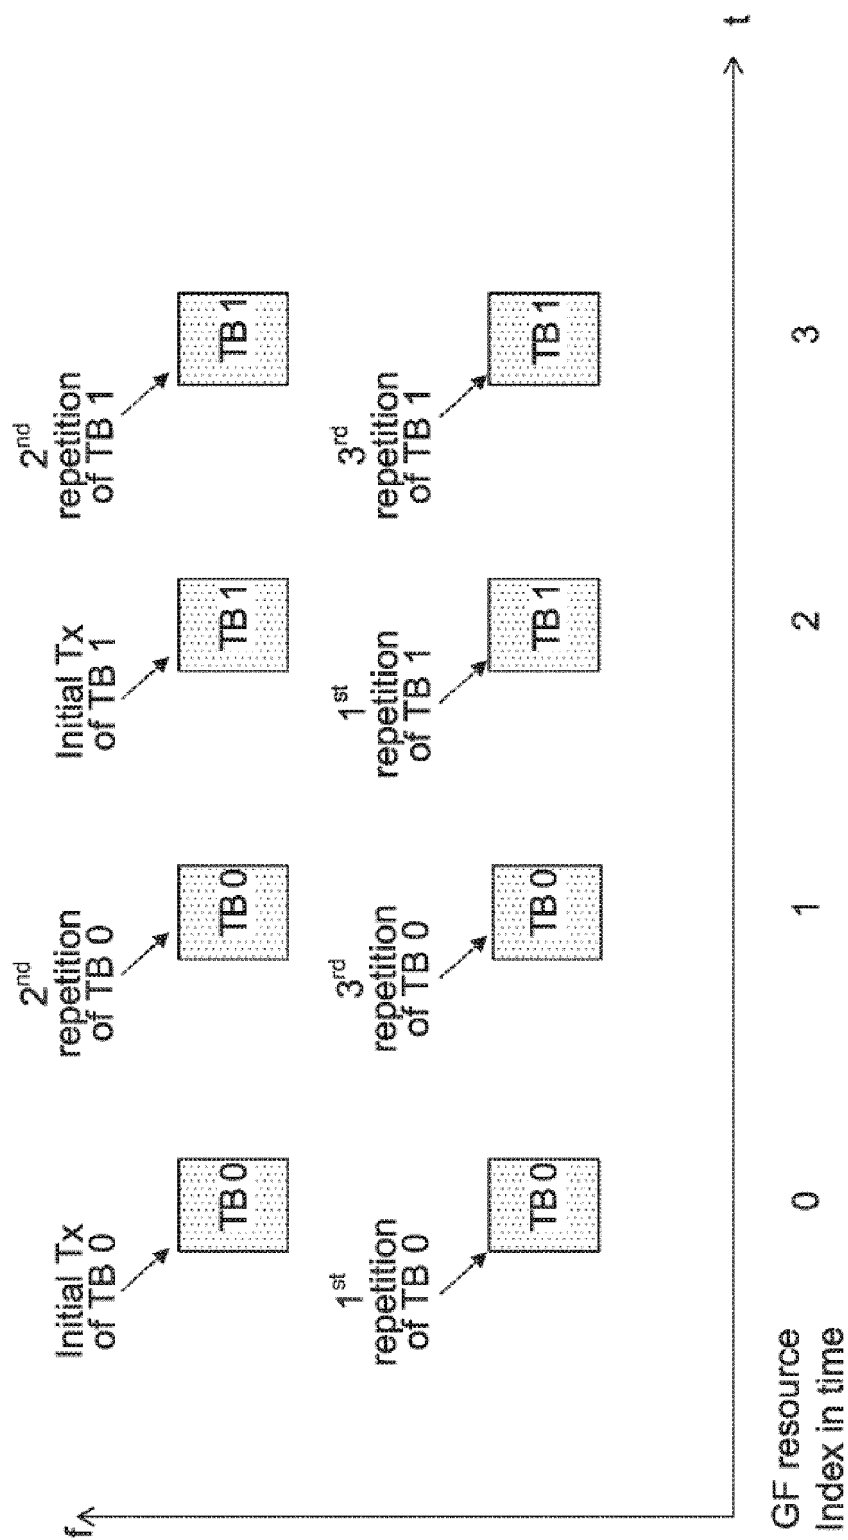 f
Initial Tx
of TB 0
TB 0
2nd
repetition
of TB 0
TB 0
Initial Tx
of TB 1
TB 1
2nd
repetition
of TB 1
TB 1
1st
repetition
of TB 0
TB 0
3rd
repetition
of TB 0
TB 0
1st
repetition
of TB 1
TB 1
3rd
repetition
of TB 1
TB 1
t
GF resource
Index in time
0
1
2
3